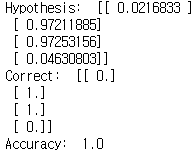 Hypothesis:  [[ 0.0216833 ]
 [ 0.97211885]
 [ 0.97253156]
 [ 0.04630803]]
Correct:  [[ 0.]
 [ 1.]
 [ 1.]
 [ 0.]]
Accuracy:  1.0